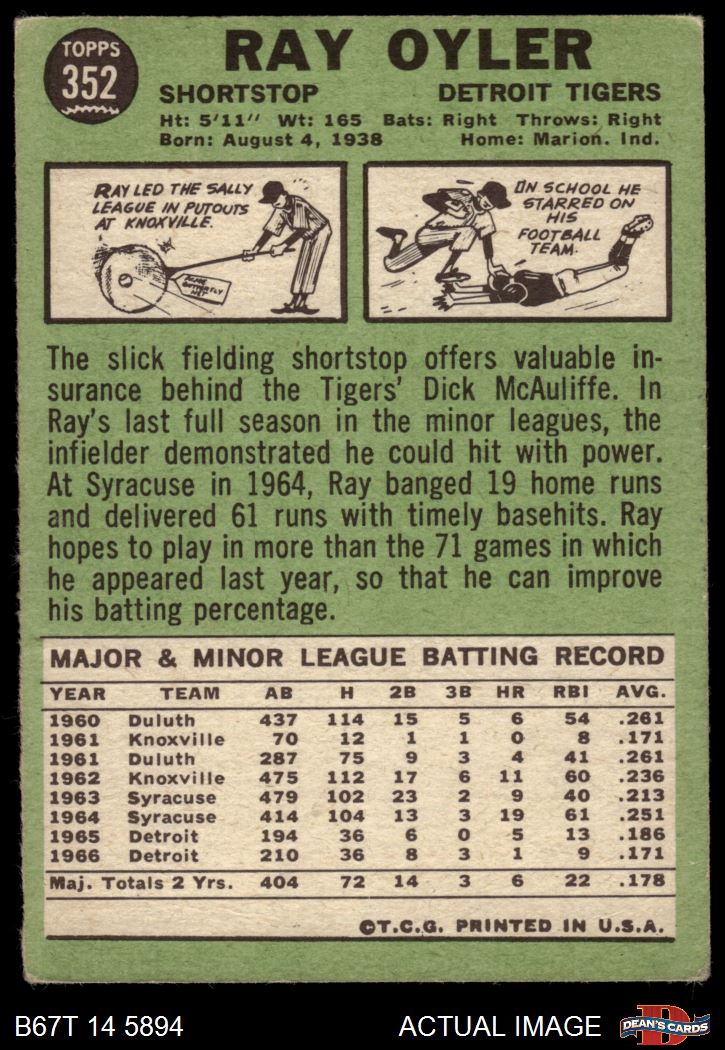 TOPPS
352
RAY OYLER
SHORTSTOP DETROIT TIGERS
Ht: 5'11" Wt: 165 Bats: Right Throws: Right
Born: August 4, 1938 Home: Marion. Ind.
RAY LED THE SALLY
LEAGUE IN PUTOUTS
AT KNOXVILLE.
IN SCHOOL HE
STARRED ON
HIS
FOOTBALL
TEAM.
The slick fielding shortstop offers valuable in-
surance behind the Tigers' Dick McAuliffe. In
Ray's last full season in the minor leagues, the
infielder demonstrated he could hit with power.
At Syracuse in 1964, Ray banged 19 home runs
and delivered 61 runs with timely basehits. Ray
hopes to play in more than the 71 games in which
he appeared last year, so that he can improve
his batting percentage.
MAJOR & MINOR LEAGUE BATTING RECORD
YEAR TEAM AB H 2B 3B HR RBI AVG.
1960 Duluth 437 114 15 5 6 54 .261
1961 Knoxville 70 12 1 1 0 8 .171
1961 Duluth 287 75 9 3 4 41 .261
1962 Knoxville 475 112 17 6 11 60 .236
1963 Syracuse 479 102 23 2 9 40 .213
1964 Syracuse 414 104 13 3 19 61 .251
1965 Detroit 194 36 6 0 5 13 .186
1966 Detroit 210 36 8 3 1 9 .171
Maj. Totals 2 Yrs. 404 72 14 3 6 22 .178
©T.C.G. PRINTED IN U.S.A.
B67T 14 5894 ACTUAL IMAGE DEAN'S CARDS